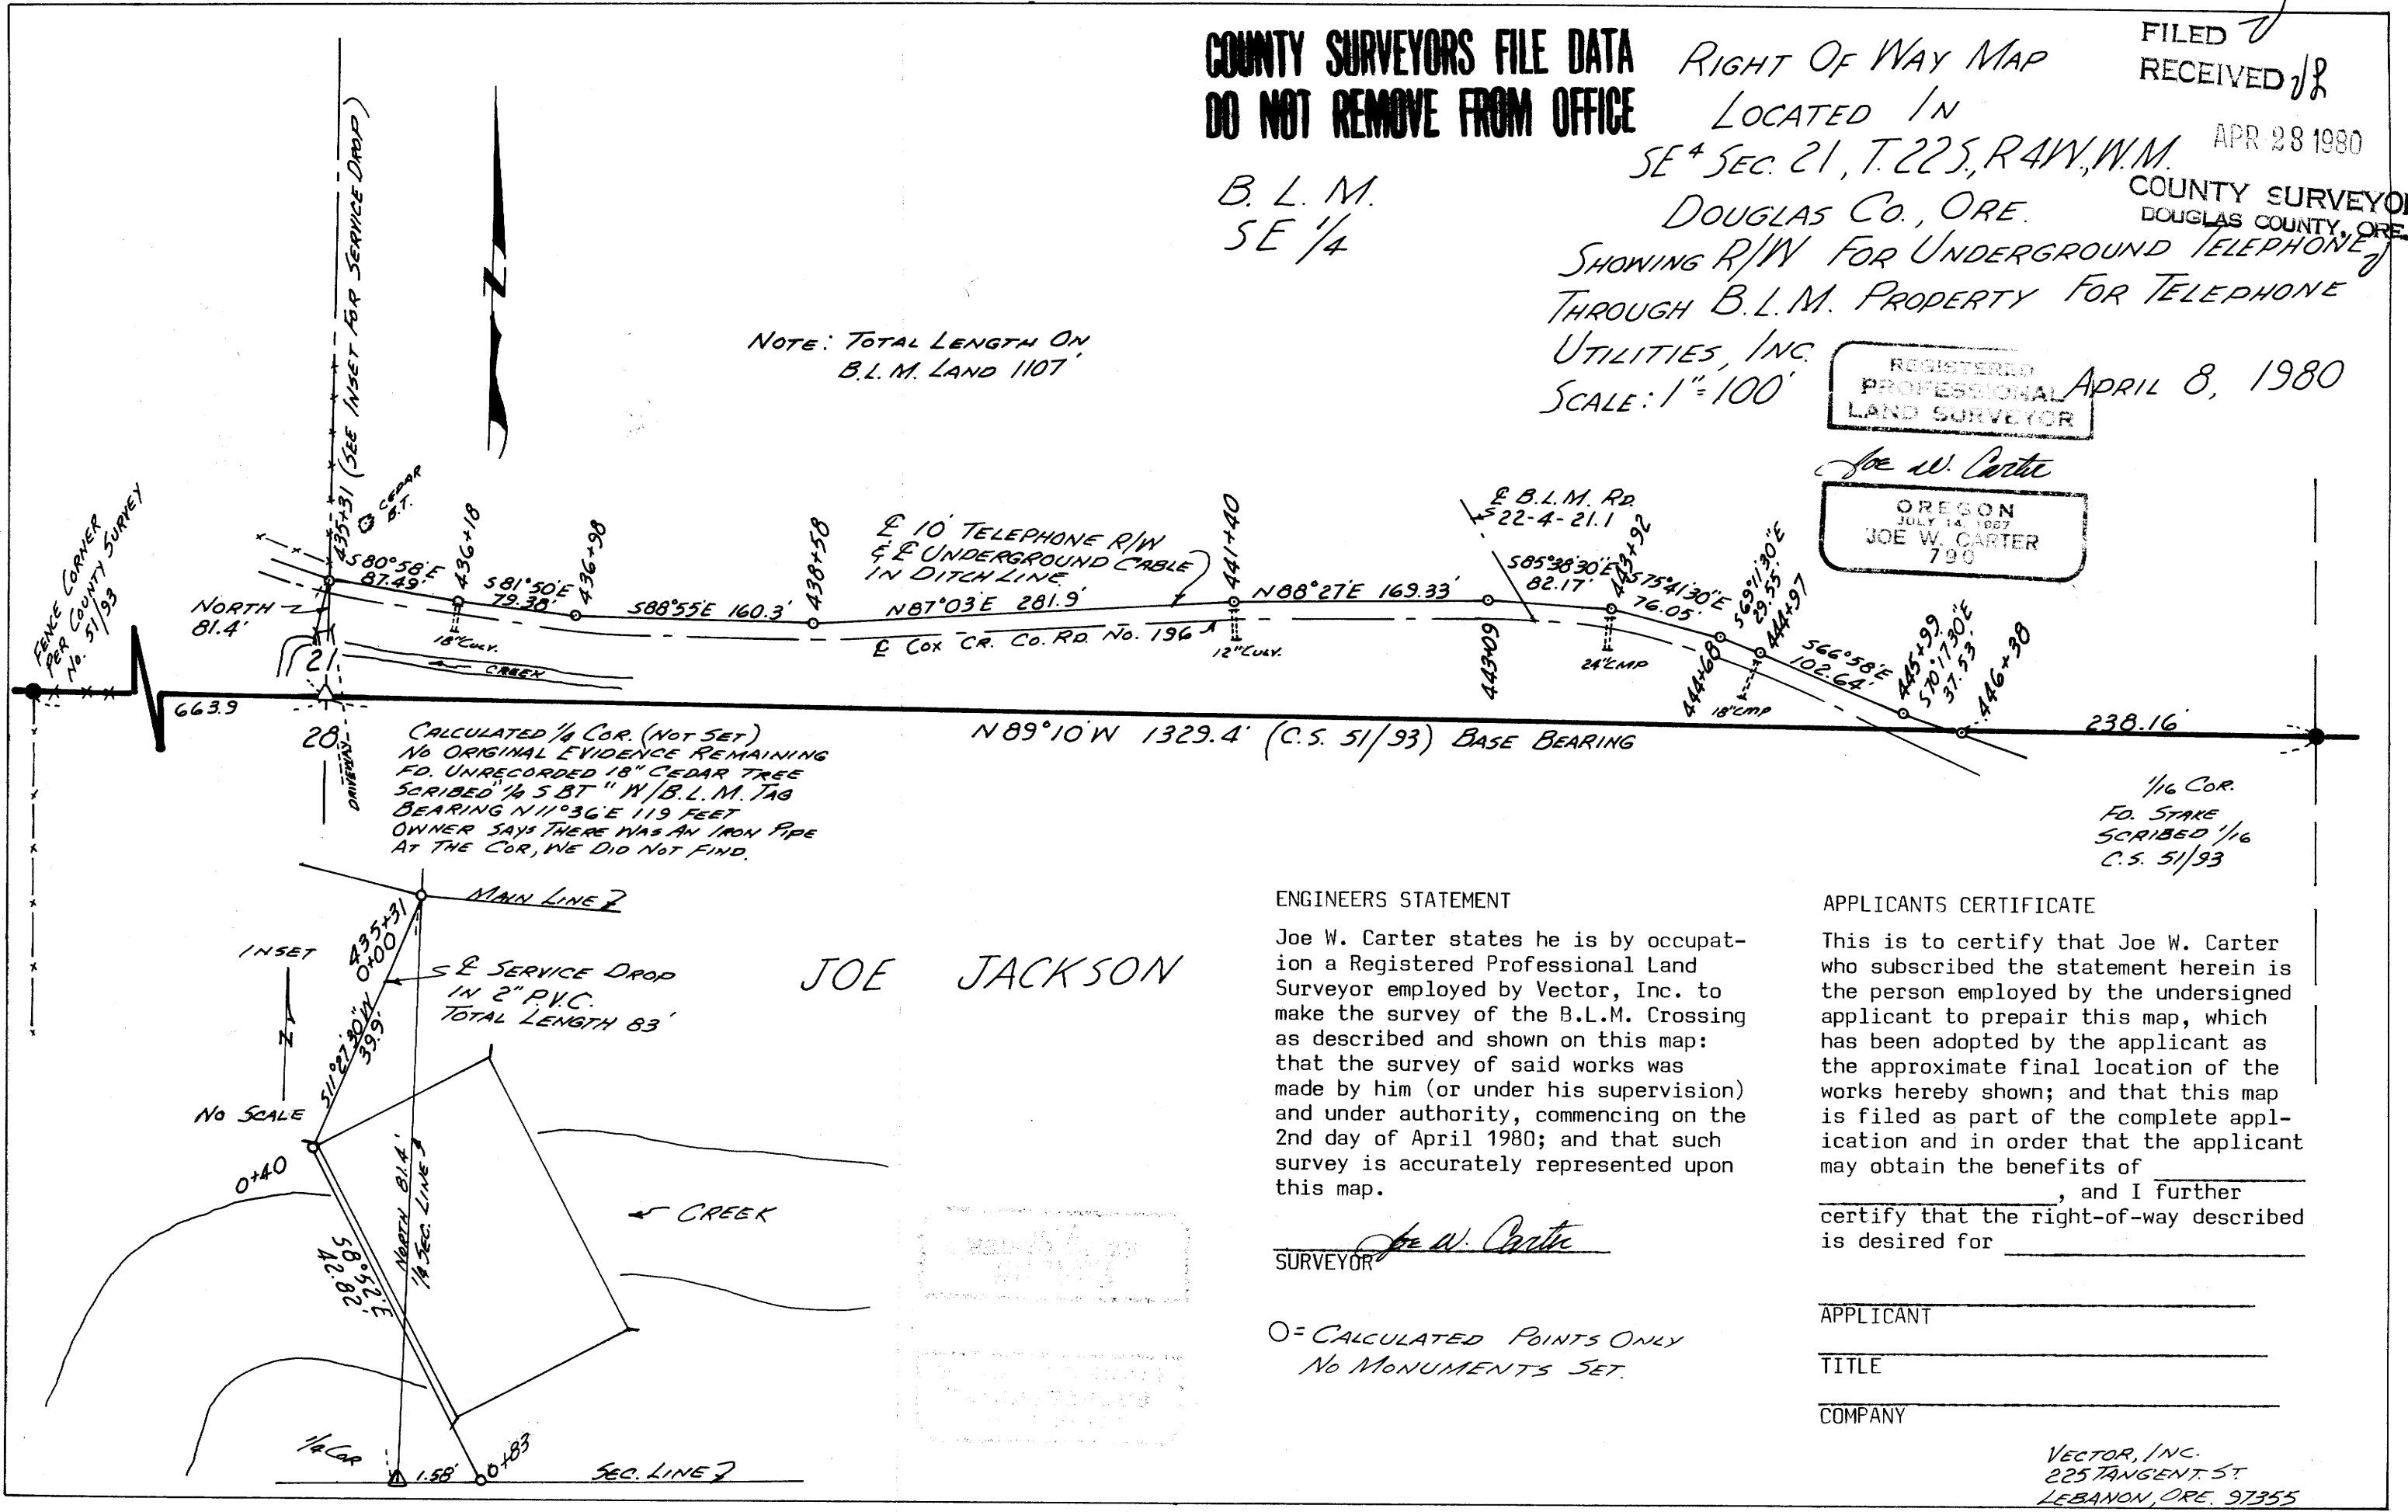 COUNTY SURVEYORS FILE DATA
DO NOT REMOVE FROM OFFICE
B. L. M.
SE 1/4
RIGHT OF WAY MAP
LOCATED IN
SE 4 SEC. 21, T.22S., R4W., W.M.
DOUGLAS CO., ORE.
SHOWING R/W FOR UNDERGROUND TELEPHONE
THROUGH B.L.M. PROPERTY FOR TELEPHONE
UTILITIES, INC.
SCALE: 1"=100'
APRIL 8, 1980
FILED
RECEIVED
APR 28 1980
COUNTY SURVEYOR
DOUGLAS COUNTY, ORE.
REGISTERED
PROFESSIONAL
LAND SURVEYOR
Joe W. Carter
OREGON
JULY 14, 1967
JOE W. CARTER
790
N
NOTE: TOTAL LENGTH ON
B.L.M. LAND 1107'
435+31 (SEE INSET FOR SERVICE DROP)
CEDAR
B.T.
FENCE CORNER
PER COUNTY SURVEY
No. 51/93
NORTH
81.4'
S80°58'E
87.49'
436+18
S81°50'E
79.38'
436+98
S88°55'E 160.3'
438+58
℄ 10' TELEPHONE R/W
& ℄ UNDERGROUND CABLE
IN DITCH LINE
N87°03'E 281.9'
441+40
N88°27'E 169.33'
443+09
℄ B.L.M. RD.
22-4-21.1
S85°38'30"E
82.17'
443+92
S75°41'30"E
76.05'
444+68
S69°11'30"E
29.55'
444+97
S66°58'E
102.64'
445+99
S70°17'30"E
37.53'
446+38
18" CULV.
℄ COX CR. CO. RD. No. 196
12" CULV.
24" CMP
18" CMP
CREEK
21
28
DRIVEWAY
663.9
N 89°10'W 1329.4' (C.S. 51/93) BASE BEARING
238.16'
CALCULATED 1/4 COR. (NOT SET)
NO ORIGINAL EVIDENCE REMAINING
FD. UNRECORDED 18" CEDAR TREE
SCRIBED "1/4 S BT" W/B.L.M. TAG
BEARING N11°36'E 119 FEET
OWNER SAYS THERE WAS AN IRON PIPE
AT THE COR, WE DID NOT FIND.
1/16 COR.
FD. STAKE
SCRIBED 1/16
C.S. 51/93
MAIN LINE
INSET
N
NO SCALE
435+31
0+00
℄ SERVICE DROP
IN 2" P.V.C.
TOTAL LENGTH 83'
S11°27'30"W
39.9'
0+40
S8°52'E
42.82'
NORTH 81.4'
1/4 SEC. LINE
CREEK
1/4 COR
1.58'
0+83
SEC. LINE
JOE JACKSON
ENGINEERS STATEMENT
Joe W. Carter states he is by occupat-
ion a Registered Professional Land
Surveyor employed by Vector, Inc. to
make the survey of the B.L.M. Crossing
as described and shown on this map:
that the survey of said works was
made by him (or under his supervision)
and under authority, commencing on the
2nd day of April 1980; and that such
survey is accurately represented upon
this map.
Joe W. Carter
SURVEYOR
O = CALCULATED POINTS ONLY
NO MONUMENTS SET.
APPLICANTS CERTIFICATE
This is to certify that Joe W. Carter
who subscribed the statement herein is
the person employed by the undersigned
applicant to prepair this map, which
has been adopted by the applicant as
the approximate final location of the
works hereby shown; and that this map
is filed as part of the complete appl-
ication and in order that the applicant
may obtain the benefits of
, and I further
certify that the right-of-way described
is desired for
APPLICANT
TITLE
COMPANY
VECTOR, INC.
225 TANGENT ST.
LEBANON, ORE. 97355